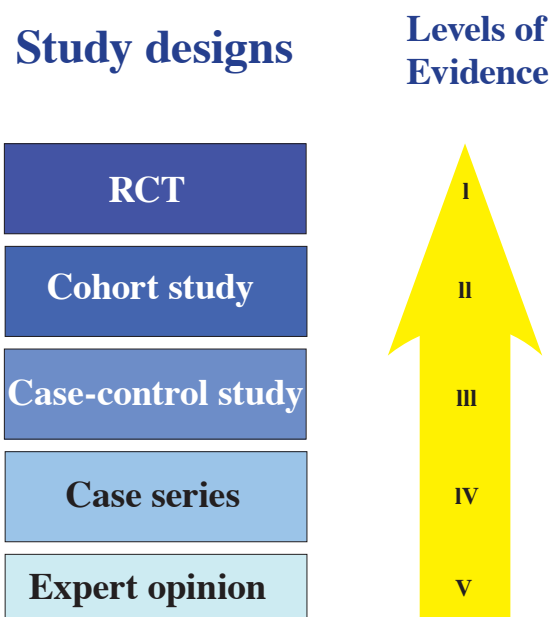 Study designs
Levels of
Evidence
RCT
I
Cohort study
II
Case-control study
III
Case series
IV
Expert opinion
V